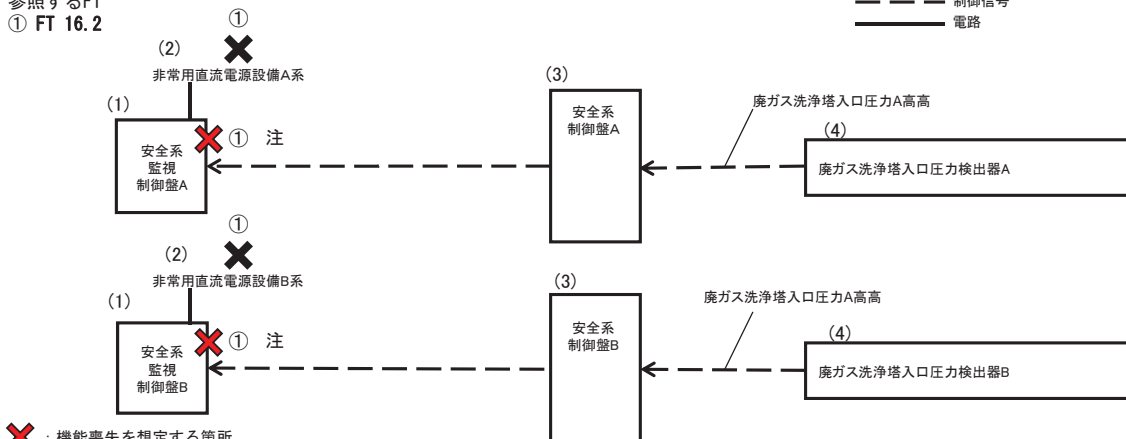 参照するFT
① FT 16.2
制御信号
電路
①
(2)
非常用直流電源設備A系
(1)
① 注
安全系
監視
制御盤A
(3)
安全系
制御盤A
廃ガス洗浄塔入口圧力A高高
(4)
廃ガス洗浄塔入口圧力検出器A
①
(2)
非常用直流電源設備B系
(1)
① 注
安全系
監視
制御盤B
(3)
安全系
制御盤B
廃ガス洗浄塔入口圧力A高高
(4)
廃ガス洗浄塔入口圧力検出器B
：機能喪失を想定する箇所